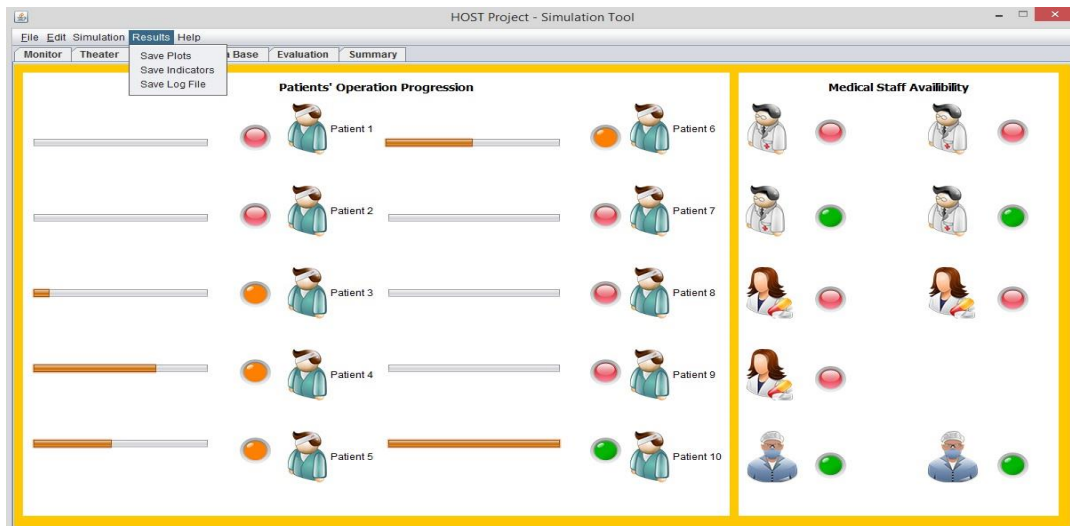 HOST Project - Simulation Tool
File Edit Simulation Results Help
Monitor Theater Base Evaluation Summary
Save Plots
Save Indicators
Save Log File
Patients' Operation Progression
Medical Staff Availibility
Patient 1
Patient 6
Patient 2
Patient 7
Patient 3
Patient 8
Patient 4
Patient 9
Patient 5
Patient 10